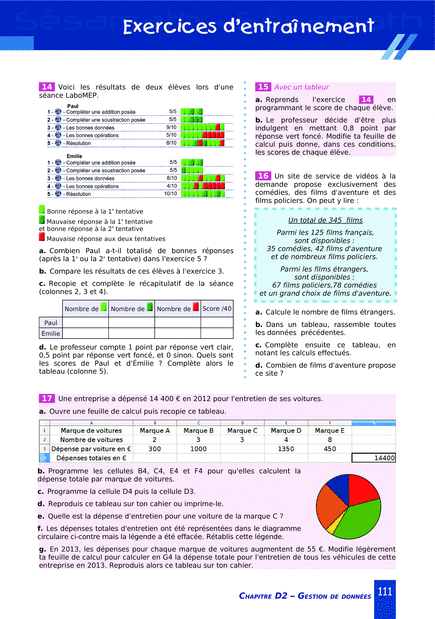 Exercices d'entraînement
14 Voici les résultats de deux élèves lors d'une
séance LaboMEP.
Paul
1 - Compléter une addition posée 5/5
2 - Compléter une soustraction posée 5/5
3 - Les bonnes données 9/10
4 - Les bonnes opérations 5/10
5 - Résolution 8/10
Emilie
1 - Compléter une addition posée 5/5
2 - Compléter une soustraction posée 5/5
3 - Les bonnes données 8/10
4 - Les bonnes opérations 4/10
5 - Résolution 10/10
Bonne réponse à la 1e tentative
Mauvaise réponse à la 1e tentative
et bonne réponse à la 2e tentative
Mauvaise réponse aux deux tentatives
a. Combien Paul a-t-il totalisé de bonnes réponses
(après la 1e ou la 2e tentative) dans l'exercice 5 ?
b. Compare les résultats de ces élèves à l'exercice 3.
c. Recopie et complète le récapitulatif de la séance
(colonnes 2, 3 et 4).
Nombre de Nombre de Nombre de Score /40
Paul
Émilie
d. Le professeur compte 1 point par réponse vert clair,
0,5 point par réponse vert foncé, et 0 sinon. Quels sont
les scores de Paul et d'Émilie ? Complète alors le
tableau (colonne 5).
15 Avec un tableur
a. Reprends l'exercice 14 en
programmant le score de chaque élève.
b. Le professeur décide d'être plus
indulgent en mettant 0,8 point par
réponse vert foncé. Modifie ta feuille de
calcul puis donne, dans ces conditions,
les scores de chaque élève.
16 Un site de service de vidéos à la
demande propose exclusivement des
comédies, des films d'aventure et des
films policiers. On peut y lire :
Un total de 345 films
Parmi les 125 films français,
sont disponibles :
35 comédies, 42 films d'aventure
et de nombreux films policiers.
Parmi les films étrangers,
sont disponibles :
67 films policiers,78 comédies
et un grand choix de films d'aventure.
a. Calcule le nombre de films étrangers.
b. Dans un tableau, rassemble toutes
les données précédentes.
c. Complète ensuite ce tableau, en
notant les calculs effectués.
d. Combien de films d'aventure propose
ce site ?
17 Une entreprise a dépensé 14 400 € en 2012 pour l'entretien de ses voitures.
a. Ouvre une feuille de calcul puis recopie ce tableau.
A B C D E F G
1 Marque de voitures Marque A Marque B Marque C Marque D Marque E
2 Nombre de voitures 2 3 3 4 8
3 Dépense par voiture en € 300 1000 1350 450
4 Dépenses totales en € 14400
b. Programme les cellules B4, C4, E4 et F4 pour qu'elles calculent la
dépense totale par marque de voitures.
c. Programme la cellule D4 puis la cellule D3.
d. Reproduis ce tableau sur ton cahier ou imprime-le.
e. Quelle est la dépense d'entretien pour une voiture de la marque C ?
f. Les dépenses totales d'entretien ont été représentées dans le diagramme
circulaire ci-contre mais la légende a été effacée. Rétablis cette légende.
g. En 2013, les dépenses pour chaque marque de voitures augmentent de 55 €. Modifie légèrement
ta feuille de calcul pour calculer en G4 la dépense totale pour l'entretien de tous les véhicules de cette
entreprise en 2013. Reproduis alors ce tableau sur ton cahier.
CHAPITRE D2 – GESTION DE DONNÉES 111